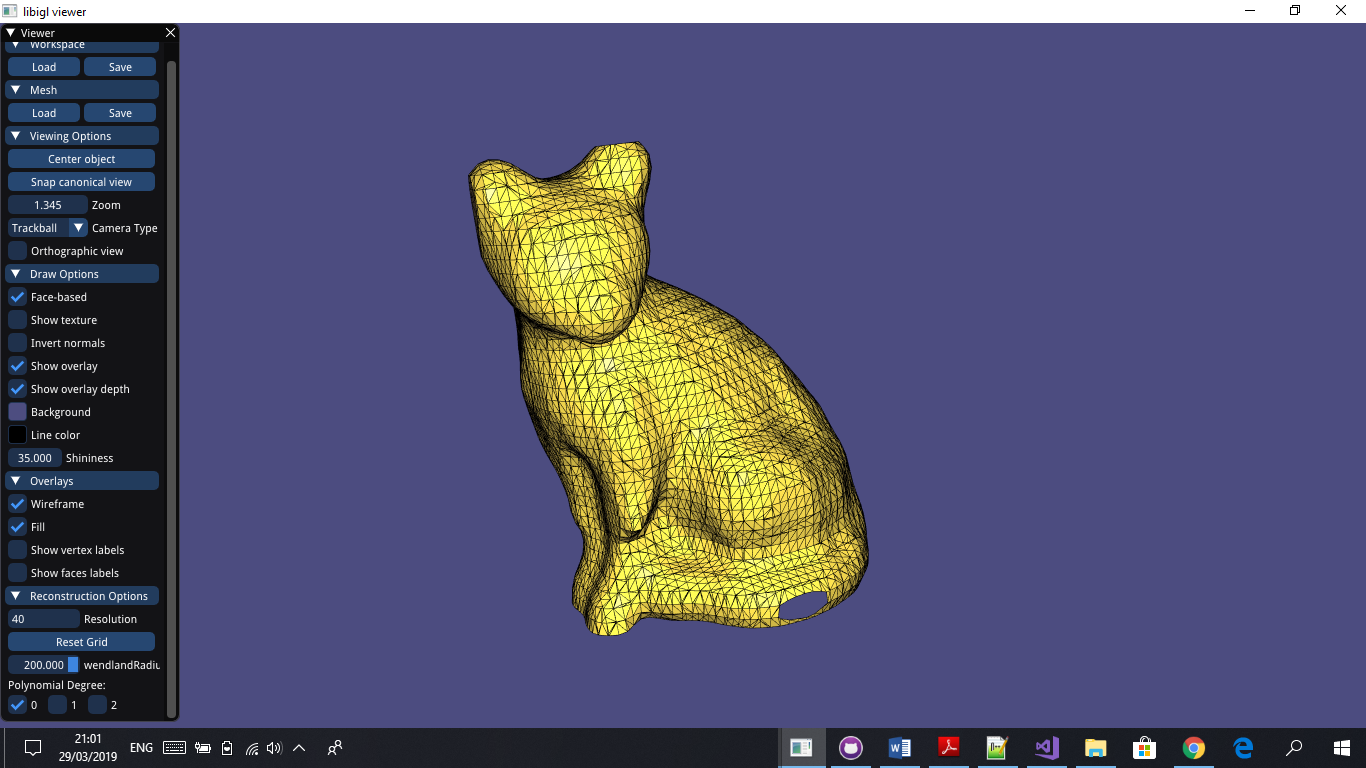 libigl viewer
Viewer
Workspace
Load Save
Mesh
Load Save
Viewing Options
Center object
Snap canonical view
1.345 Zoom
Trackball Camera Type
Orthographic view
Draw Options
Face-based
Show texture
Invert normals
Show overlay
Show overlay depth
Background
Line color
35.000 Shininess
Overlays
Wireframe
Fill
Show vertex labels
Show faces labels
Reconstruction Options
40 Resolution
Reset Grid
200.000 wendlandRadiu
Polynomial Degree:
0 1 2
21:01
29/03/2019
ENG